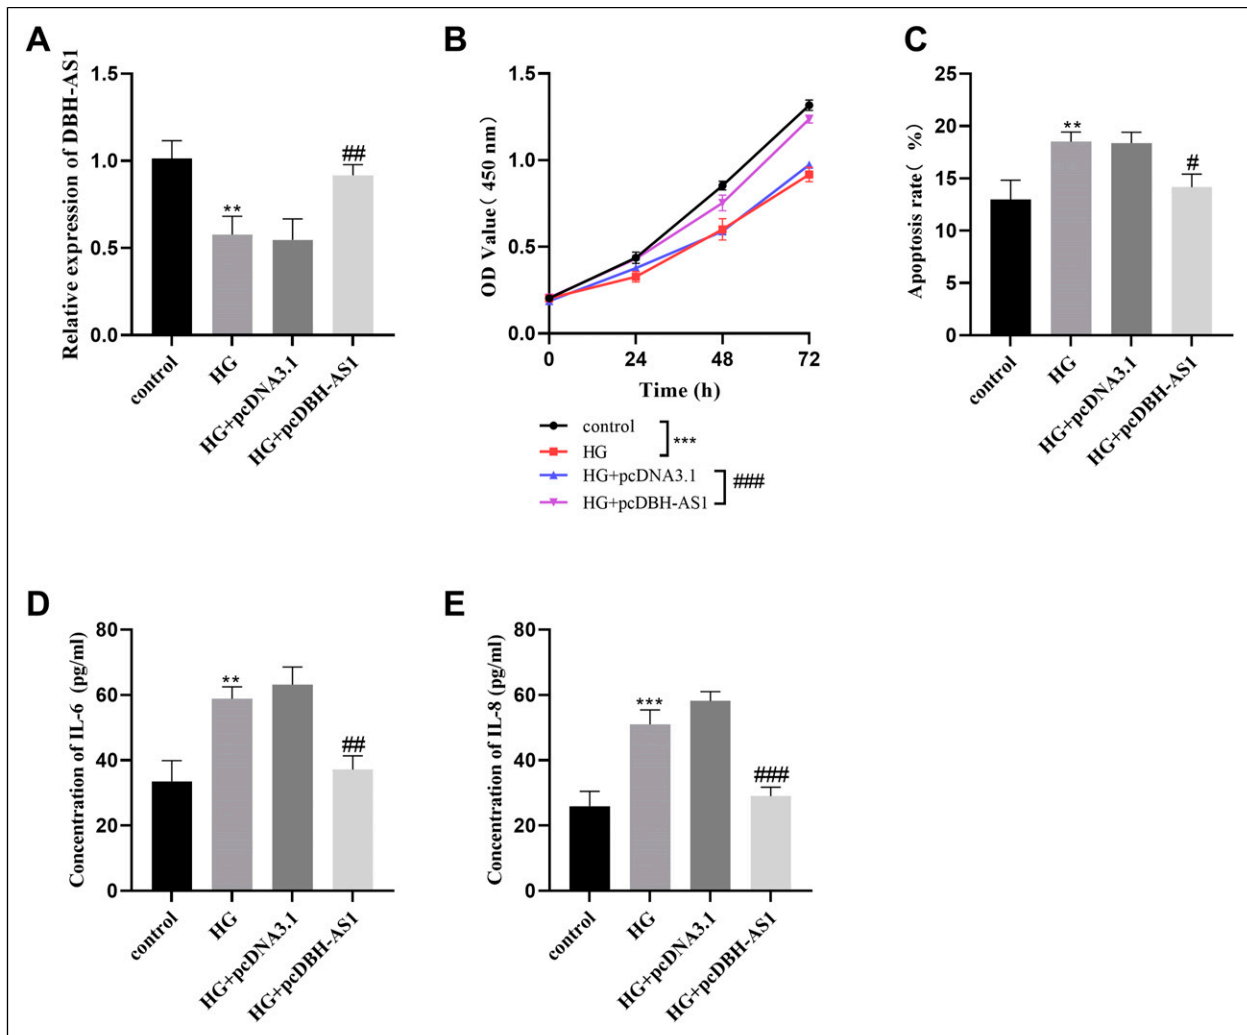 A
Relative expression of DBH-AS1
1.5
1.0
0.5
0.0
**
##
control
HG
HG+pcDNA3.1
HG+pcDBH-AS1
B
OD Value( 450 nm)
1.5
1.0
0.5
0.0
0
24
48
72
Time (h)
control
HG
***
HG+pcDNA3.1
HG+pcDBH-AS1
###
C
Apoptosis rate( %)
25
20
15
10
5
0
**
#
control
HG
HG+pcDNA3.1
HG+pcDBH-AS1
D
Concentration of IL-6 (pg/ml)
80
60
40
20
0
**
##
control
HG
HG+pcDNA3.1
HG+pcDBH-AS1
E
Concentration of IL-8 (pg/ml)
80
60
40
20
0
***
###
control
HG
HG+pcDNA3.1
HG+pcDBH-AS1